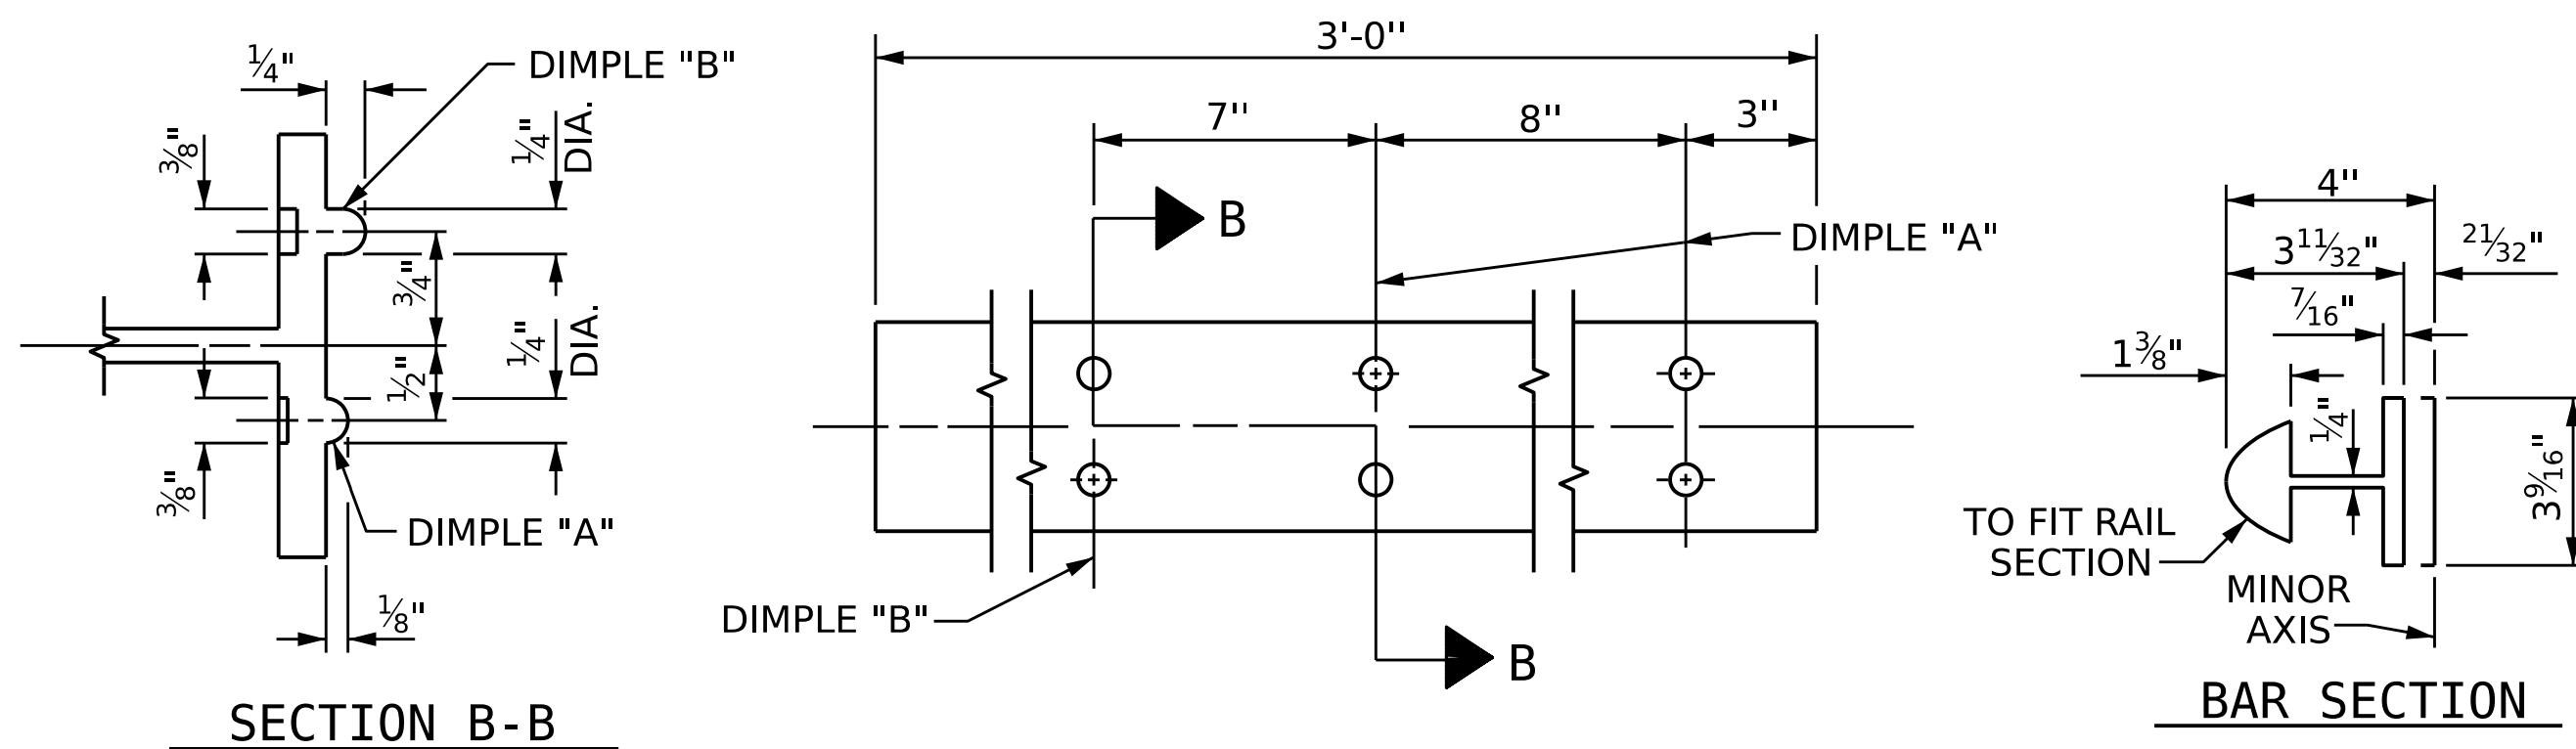 1/4"
DIMPLE "B"
3/8"
1/4"
DIA.
3/4"
1/4"
DIA.
1/2"
3/8"
DIMPLE "A"
1/8"
SECTION B-B
3'-0''
7''
8''
3''
B
DIMPLE "A"
DIMPLE "B"
B
4''
3 11/32"
21/32"
7/16"
1 3/8"
1/4"
3 9/16"
TO FIT RAIL
SECTION
MINOR
AXIS
BAR SECTION